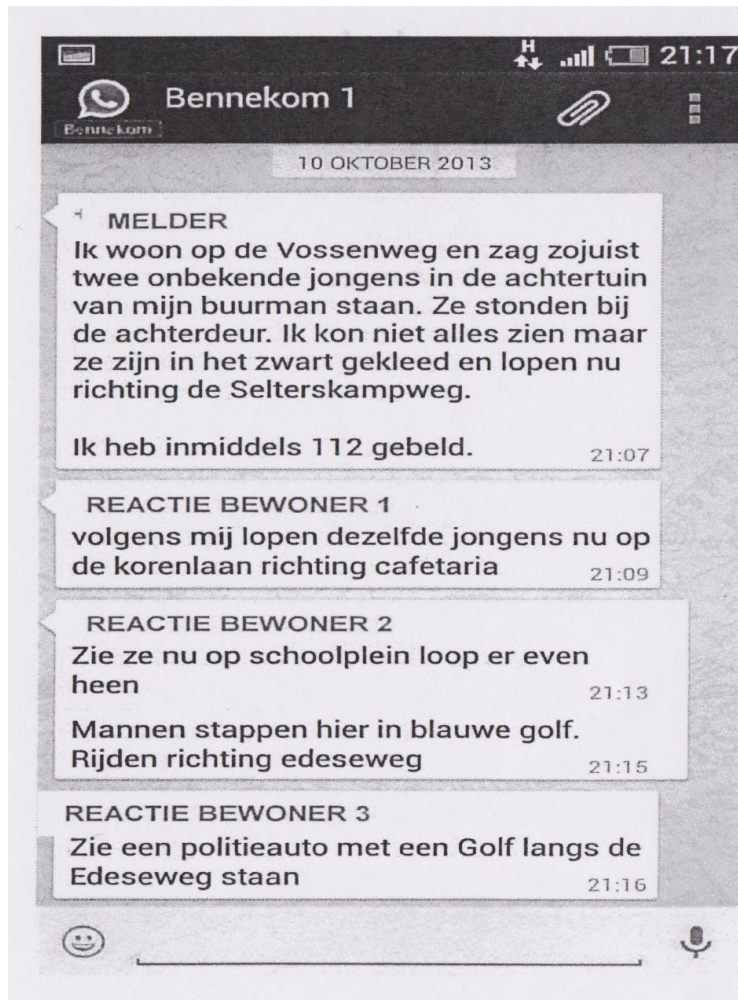 H 21:17
Bennekom 1
Bennekom
10 OKTOBER 2013
MELDER
Ik woon op de Vossenweg en zag zojuist
twee onbekende jongens in de achtertuin
van mijn buurman staan. Ze stonden bij
de achterdeur. Ik kon niet alles zien maar
ze zijn in het zwart gekleed en lopen nu
richting de Selterskampweg.
Ik heb inmiddels 112 gebeld.
21:07
REACTIE BEWONER 1
volgens mij lopen dezelfde jongens nu op
de korenlaan richting cafetaria
21:09
REACTIE BEWONER 2
Zie ze nu op schoolplein loop er even
heen
21:13
Mannen stappen hier in blauwe golf.
Rijden richting edeseweg
21:15
REACTIE BEWONER 3
Zie een politieauto met een Golf langs de
Edeseweg staan
21:16